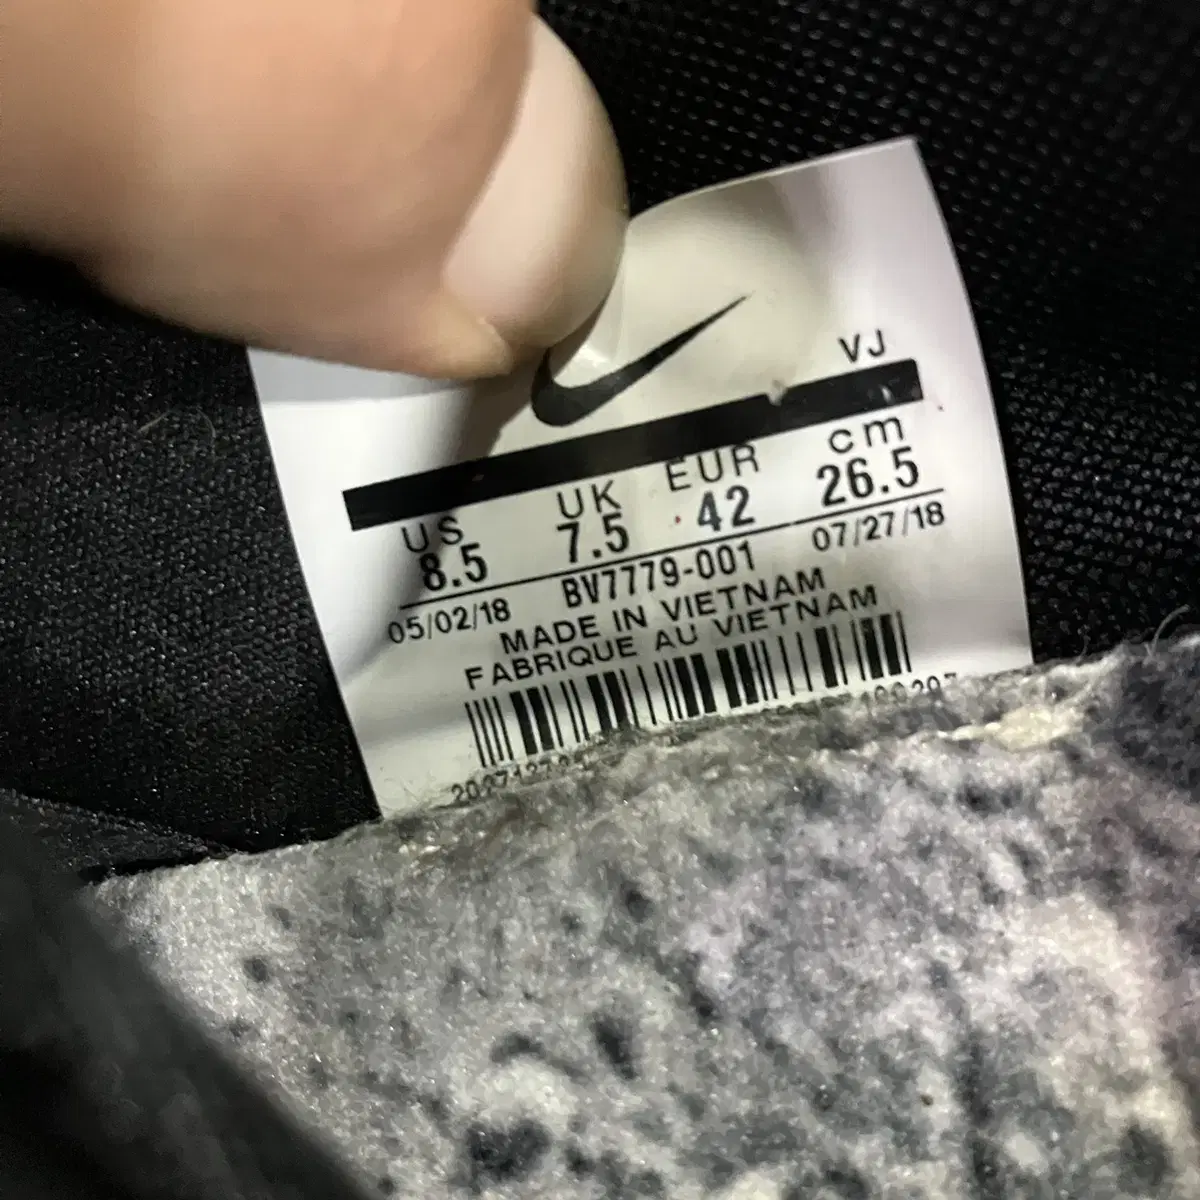 VJ
US UK EUR cm
8.5 7.5 42 26.5
05/02/18 BV7779-001 07/27/18
MADE IN VIETNAM
FABRIQUE AU VIETNAM